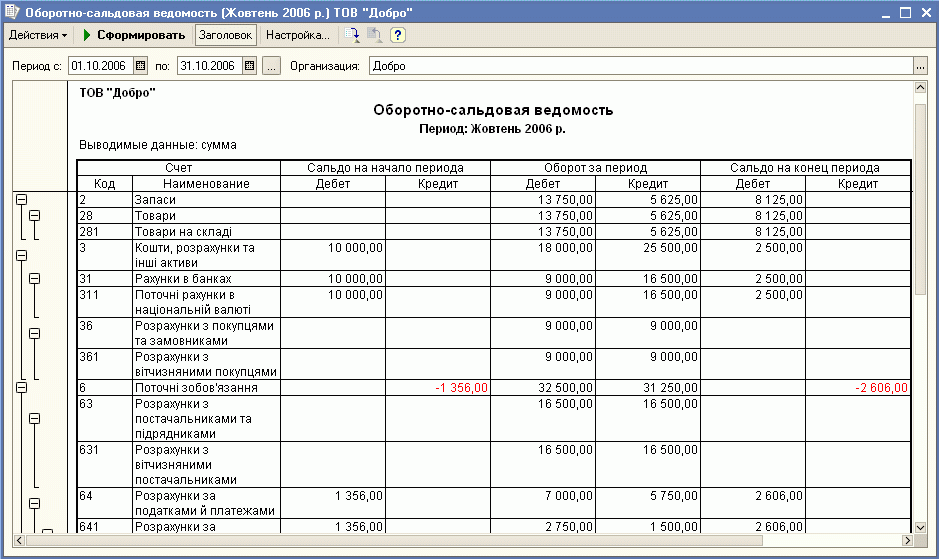 Оборотно-сальдовая ведомость (Жовтень 2006 р.) ТОВ "Добро"
Действия Сформировать Заголовок Настройка... ?
Период с: 01.10.2006 по: 31.10.2006 ... Организация: Добро ...
ТОВ "Добро"
Оборотно-сальдовая ведомость
Период: Жовтень 2006 р.
Выводимые данные: сумма
Счет Сальдо на начало периода Оборот за период Сальдо на конец периода
Код Наименование Дебет Кредит Дебет Кредит Дебет Кредит
2 Запаси 13 750,00 5 625,00 8 125,00
28 Товари 13 750,00 5 625,00 8 125,00
281 Товари на складі 13 750,00 5 625,00 8 125,00
3 Кошти, розрахунки та 10 000,00 18 000,00 25 500,00 2 500,00
інші активи
31 Рахунки в банках 10 000,00 9 000,00 16 500,00 2 500,00
311 Поточні рахунки в 10 000,00 9 000,00 16 500,00 2 500,00
національній валюті
36 Розрахунки з покупцями 9 000,00 9 000,00
та замовниками
361 Розрахунки з 9 000,00 9 000,00
вітчизняними покупцями
6 Поточні зобов'язання -1 356,00 32 500,00 31 250,00 -2 606,00
63 Розрахунки з 16 500,00 16 500,00
постачальниками та
підрядниками
631 Розрахунки з 16 500,00 16 500,00
вітчизняними
постачальниками
64 Розрахунки за 1 356,00 7 000,00 5 750,00 2 606,00
податками й платежами
641 Розрахунки за 1 356,00 2 750,00 1 500,00 2 606,00